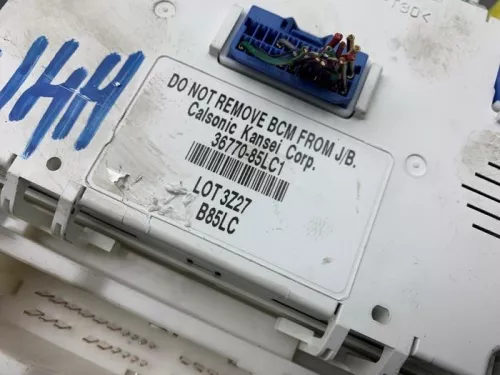 DO NOT REMOVE BCM FROM J/B.
Calsonic Kansei Corp.
36770-85LC1
LOT 3Z27
B85LC